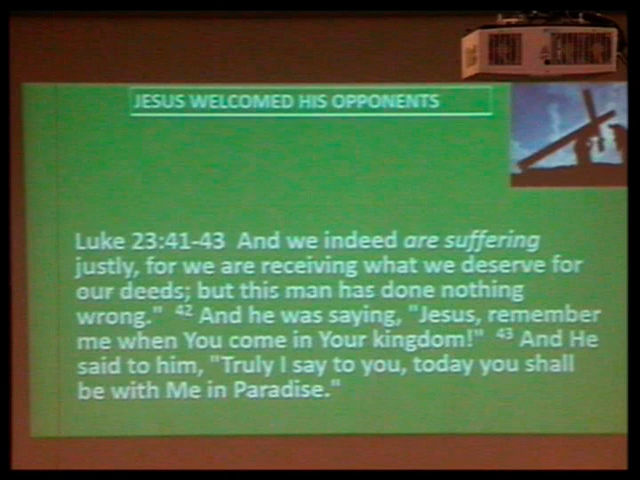 JESUS WELCOMED HIS OPPONENTS
Luke 23:41-43 And we indeed are suffering
justly, for we are receiving what we deserve for
our deeds; but this man has done nothing
wrong." 42 And he was saying, "Jesus, remember
me when You come in Your kingdom!" 43 And He
said to him, "Truly I say to you, today you shall
be with Me in Paradise."